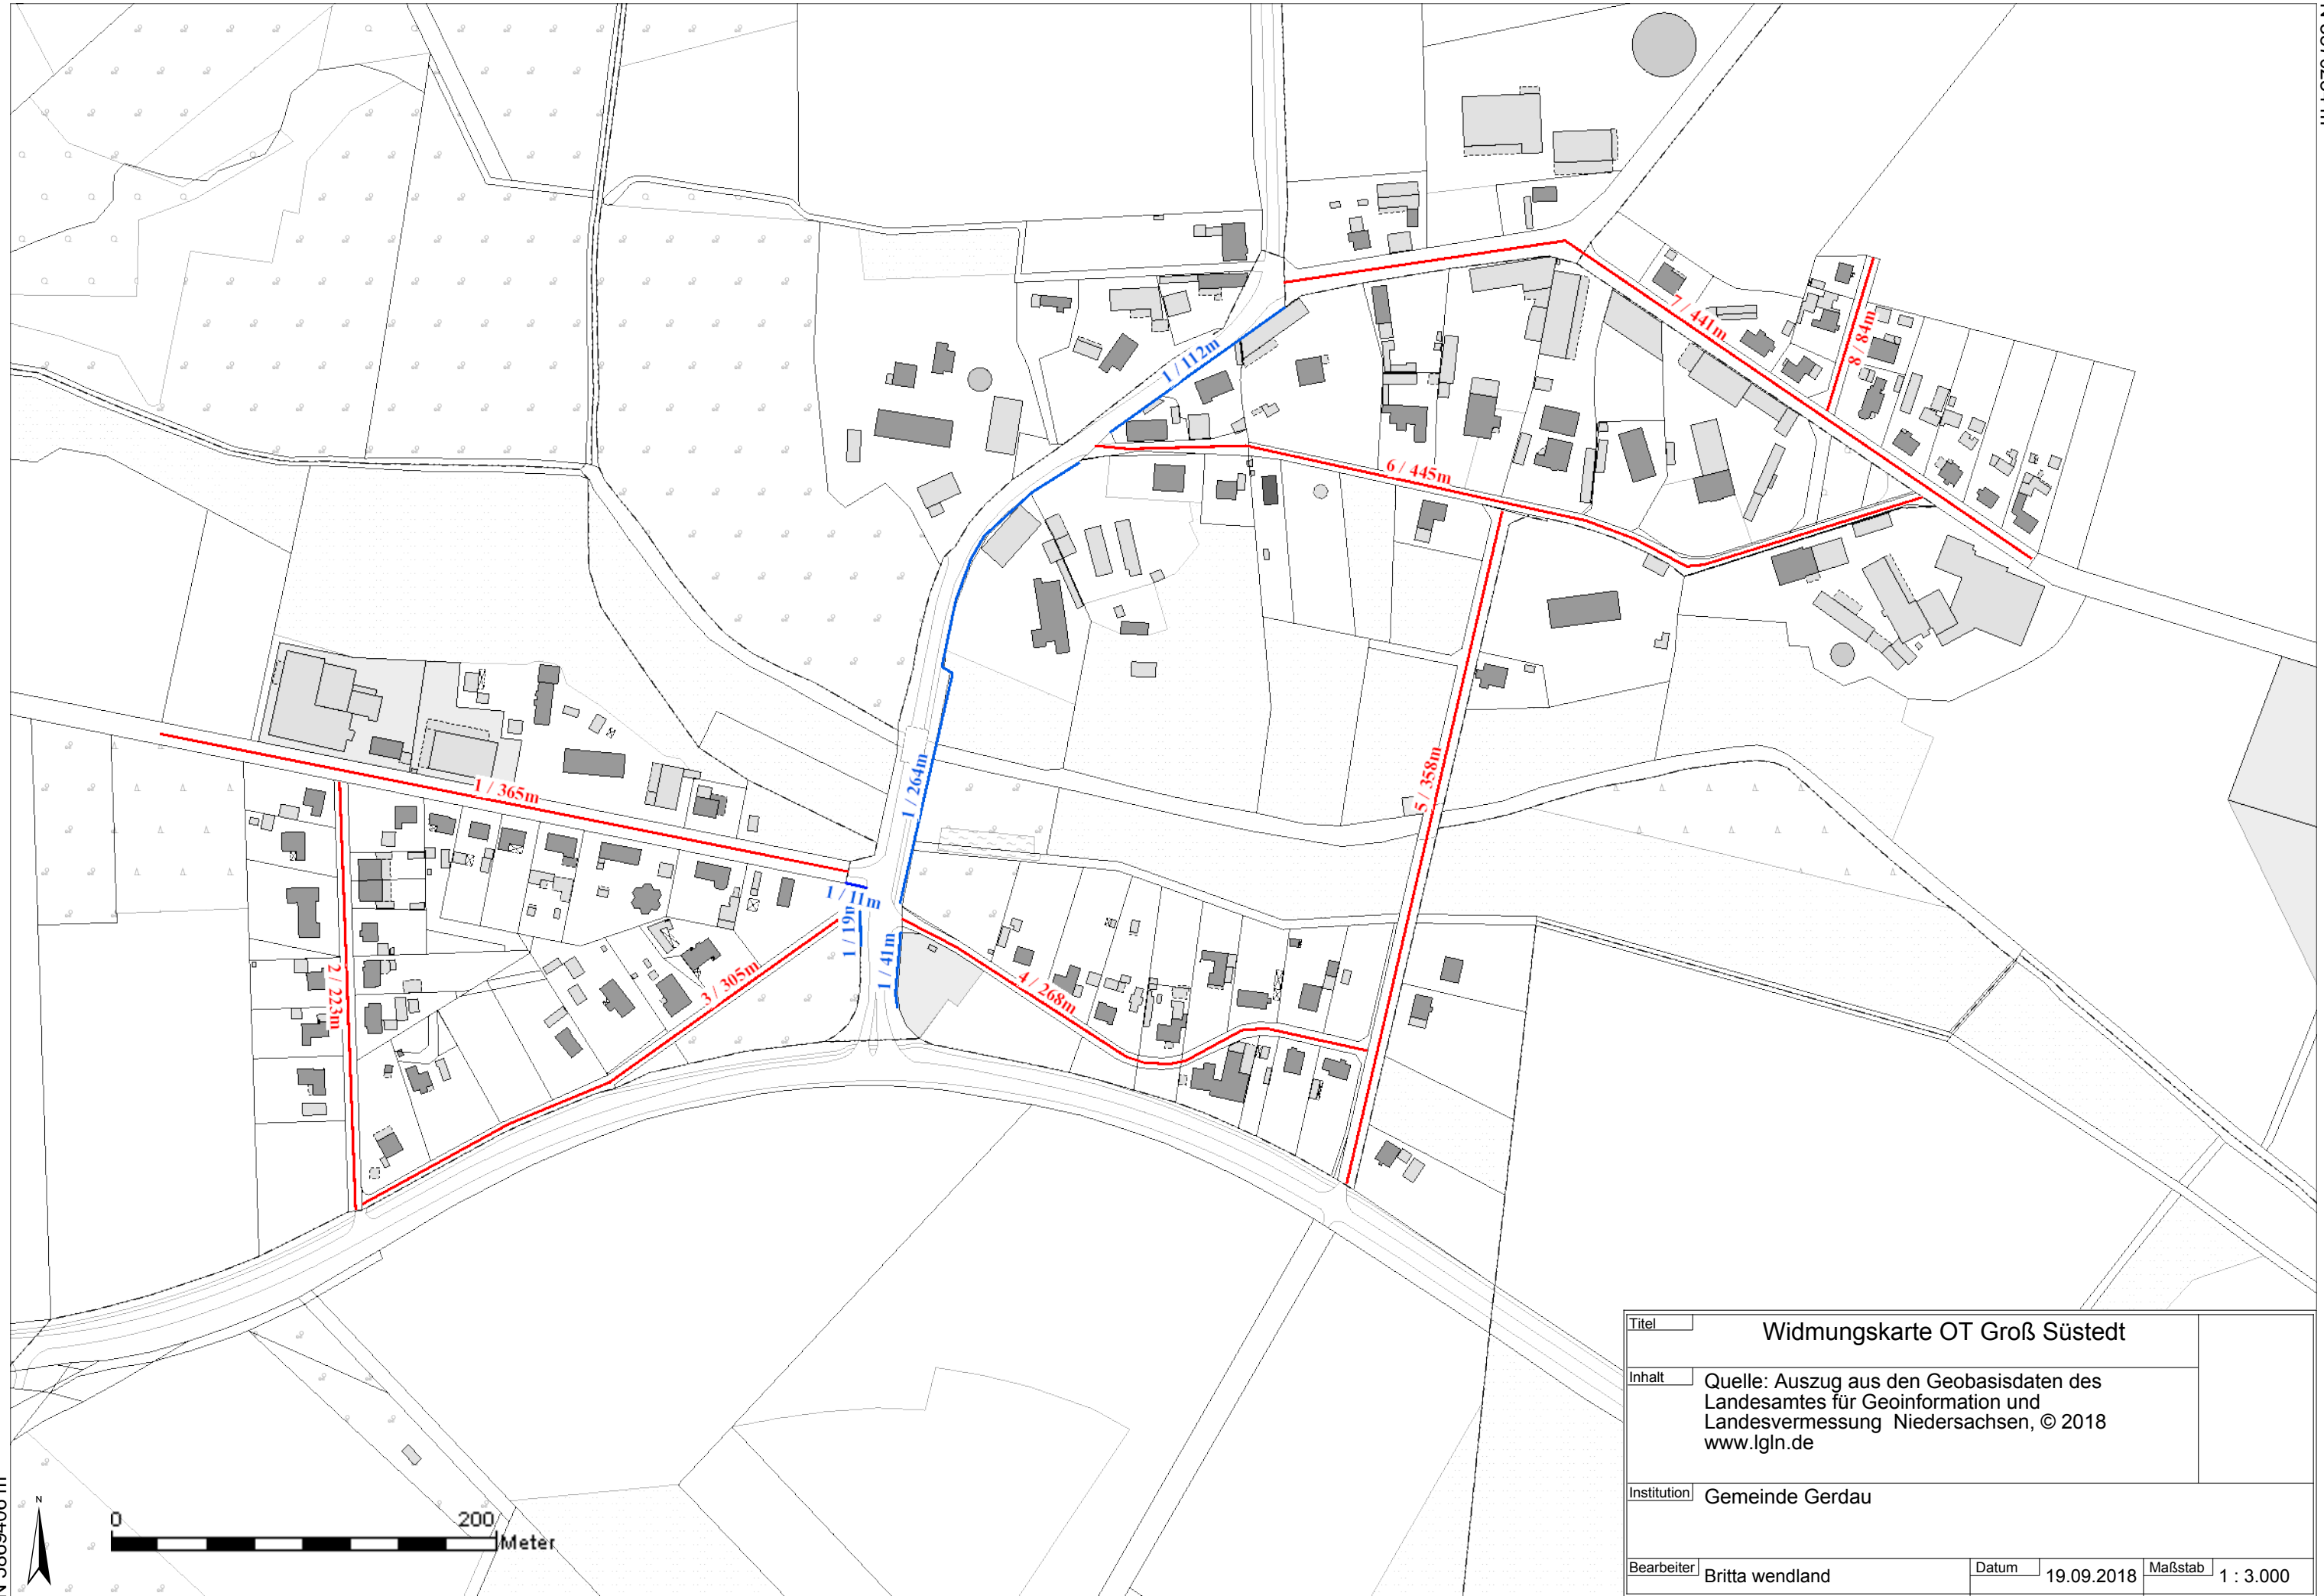 7 / 441m
8 / 84m
1 / 112m
6 / 445m
1 / 365m
1 / 264m
5 / 358m
1 / 11m
1 / 41m
2 / 223m
3 / 305m
4 / 268m
Titel
Widmungskarte OT Groß Süstedt
Inhalt
Quelle: Auszug aus den Geobasisdaten des
Landesamtes für Geoinformation und
Landesvermessung Niedersachsen, © 2018
www.lgln.de
Institution
Gemeinde Gerdau
N
0 200
Meter
Bearbeiter Britta wendland Datum 19.09.2018 Maßstab 1 : 3.000